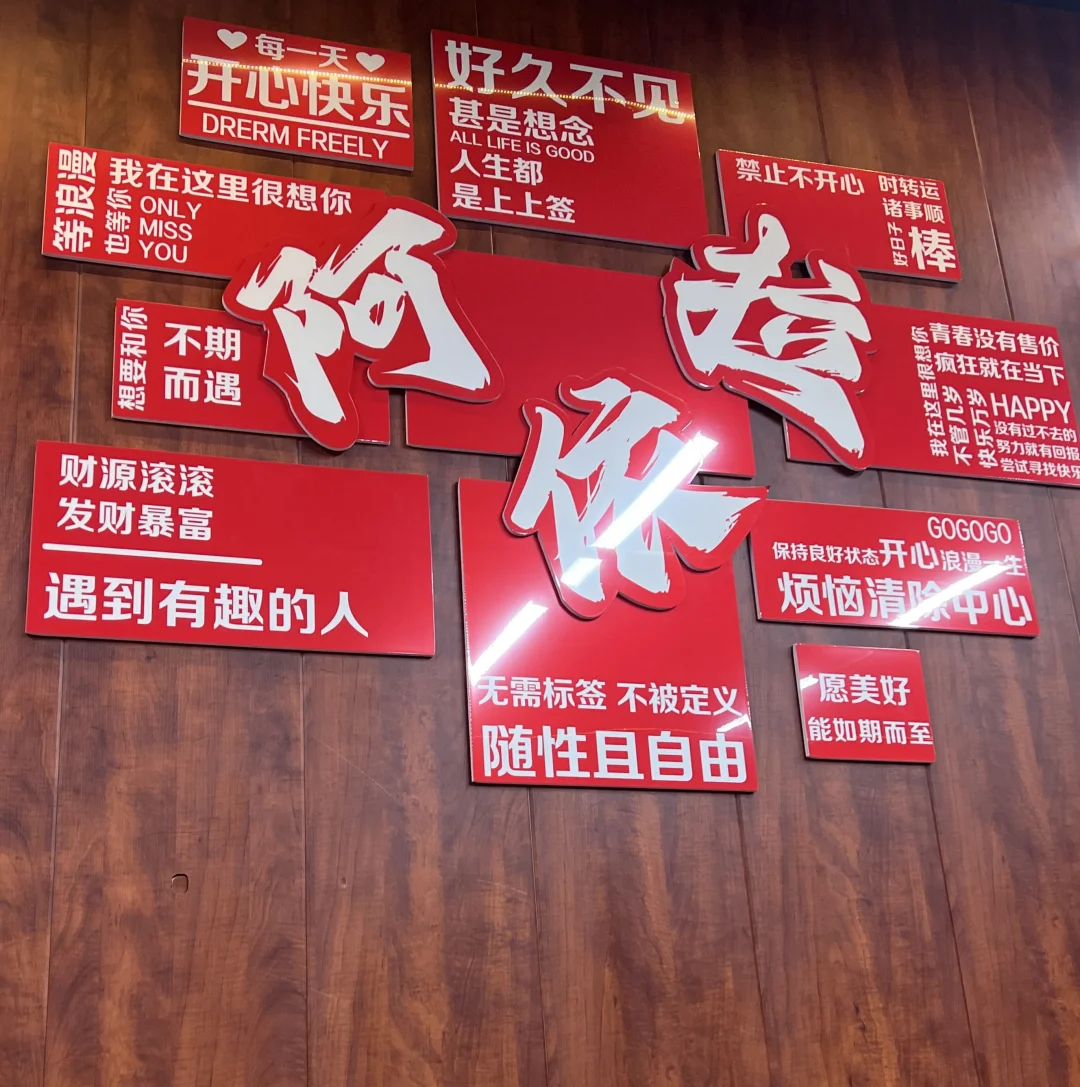 每一天
开心快乐
DRERM FREELY
好久不见
甚是想念
ALL LIFE IS GOOD
人生都
是上上签
禁止不开心
时转运
诸事顺
好日子
棒
等浪漫
也等你
我在这里很想你
ONLY
MISS
YOU
阿
依
想要和你
不期
而遇
我在这里很想你
不管几岁
快乐万岁
青春没有售价
疯狂就在当下
HAPPY
没有过不去的
努力就有回报
尝试寻找快乐
财源滚滚
发财暴富
遇到有趣的人
无需标签 不被定义
随性且自由
GOGOGO
保持良好状态开心浪漫一生
烦恼清除中心
愿美好
能如期而至